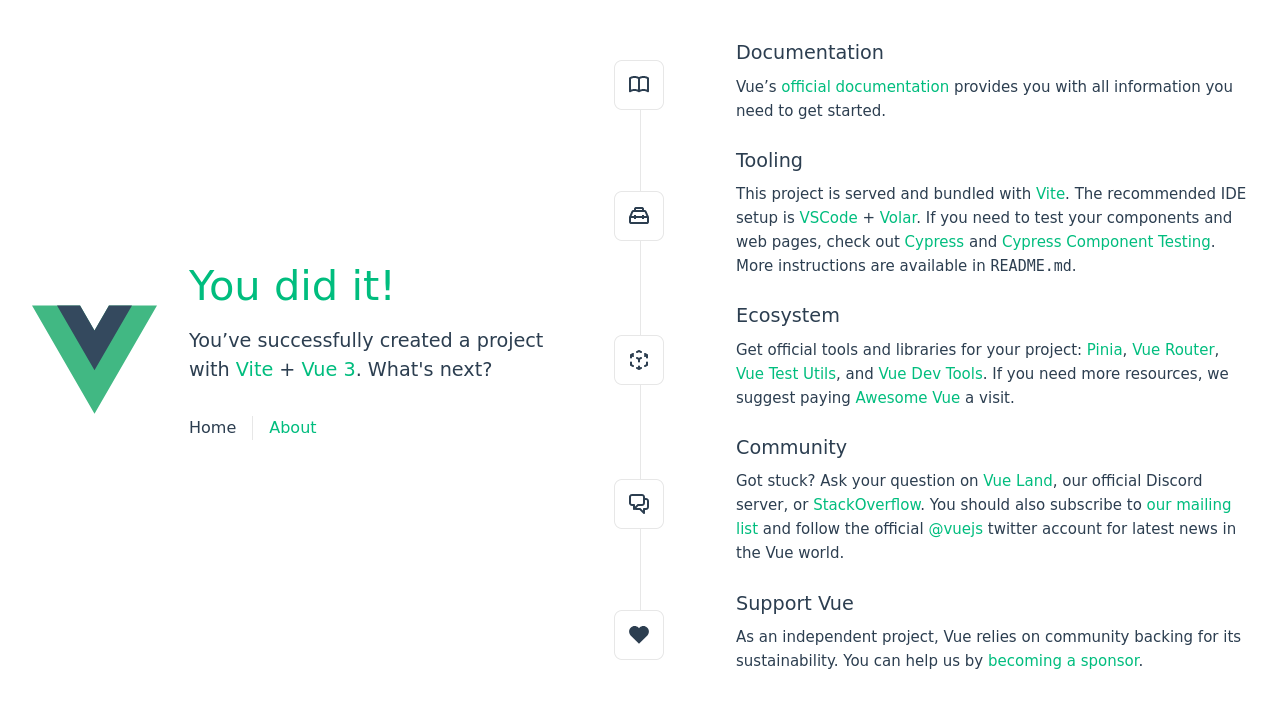 You did it!
You’ve successfully created a project
with Vite + Vue 3. What's next?
Home
About
Documentation
Vue’s official documentation provides you with all information you
need to get started.
Tooling
This project is served and bundled with Vite. The recommended IDE
setup is VSCode + Volar. If you need to test your components and
web pages, check out Cypress and Cypress Component Testing.
More instructions are available in README.md.
Ecosystem
Get official tools and libraries for your project: Pinia, Vue Router,
Vue Test Utils, and Vue Dev Tools. If you need more resources, we
suggest paying Awesome Vue a visit.
Community
Got stuck? Ask your question on Vue Land, our official Discord
server, or StackOverflow. You should also subscribe to our mailing
list and follow the official @vuejs twitter account for latest news in
the Vue world.
Support Vue
As an independent project, Vue relies on community backing for its
sustainability. You can help us by becoming a sponsor.